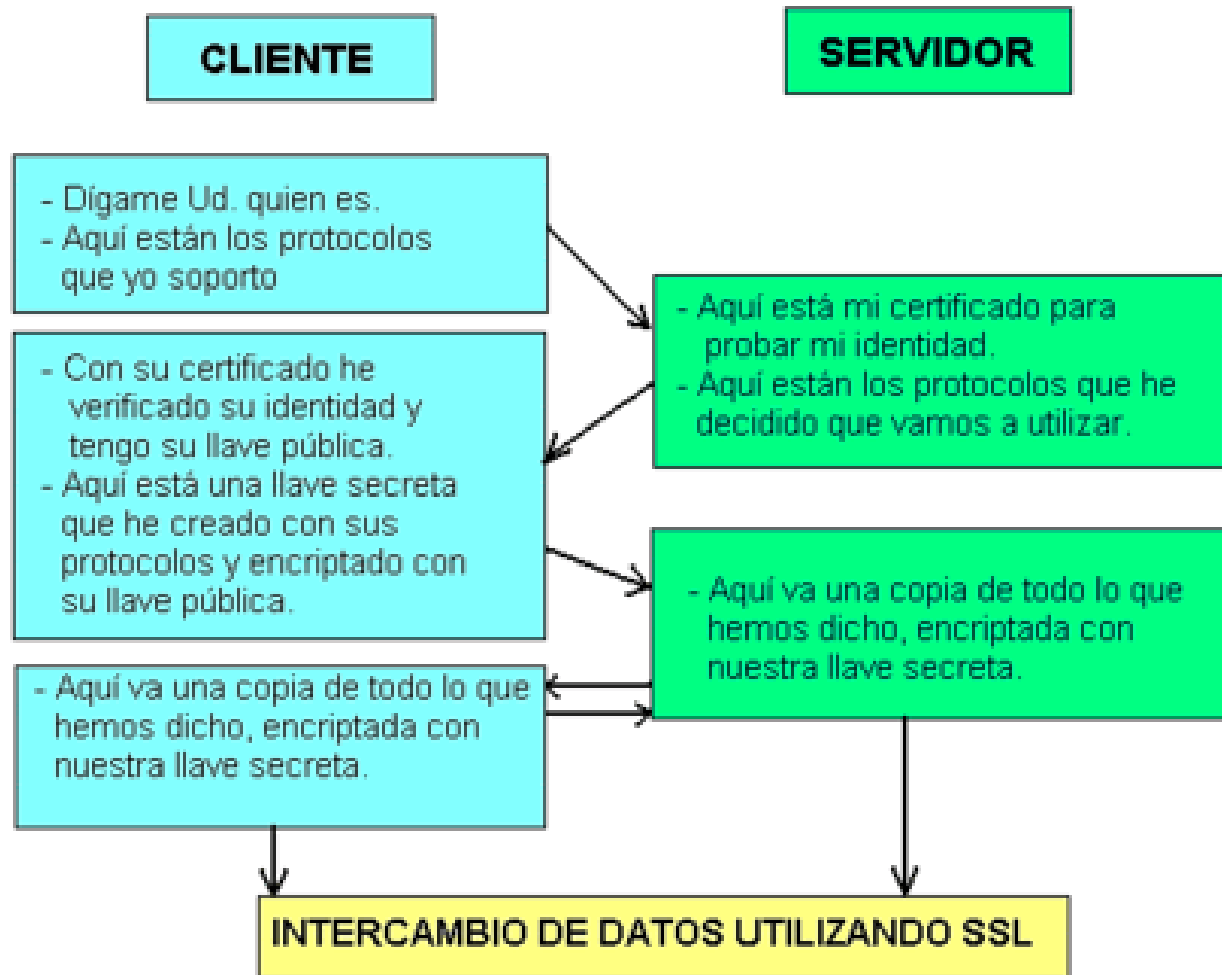 CLIENTE
SERVIDOR
- Dígame Ud. quien es.
- Aquí están los protocolos
que yo soporto
- Aquí está mi certificado para
probar mi identidad.
- Aquí están los protocolos que he
decidido que vamos a utilizar.
- Con su certificado he
verificado su identidad y
tengo su llave pública.
- Aquí está una llave secreta
que he creado con sus
protocolos y encriptado con
su llave pública.
- Aquí va una copia de todo lo que
hemos dicho, encriptada con
nuestra llave secreta.
- Aquí va una copia de todo lo que
hemos dicho, encriptada con
nuestra llave secreta.
INTERCAMBIO DE DATOS UTILIZANDO SSL